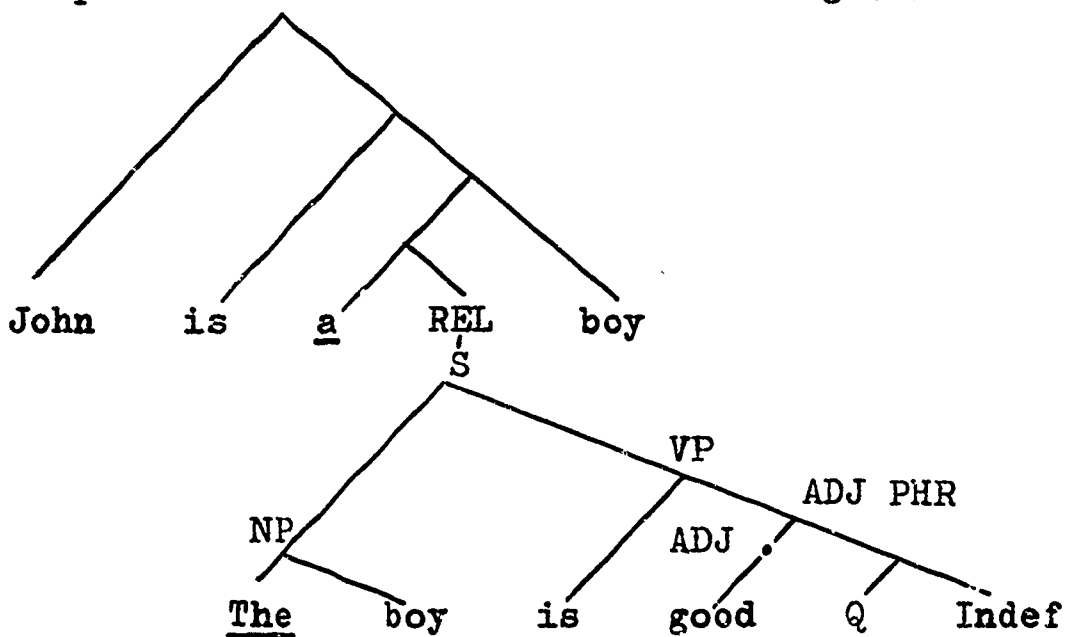 John is a REL boy
S
VP
ADJ PHR
NP ADJ
The boy is good Q Indef